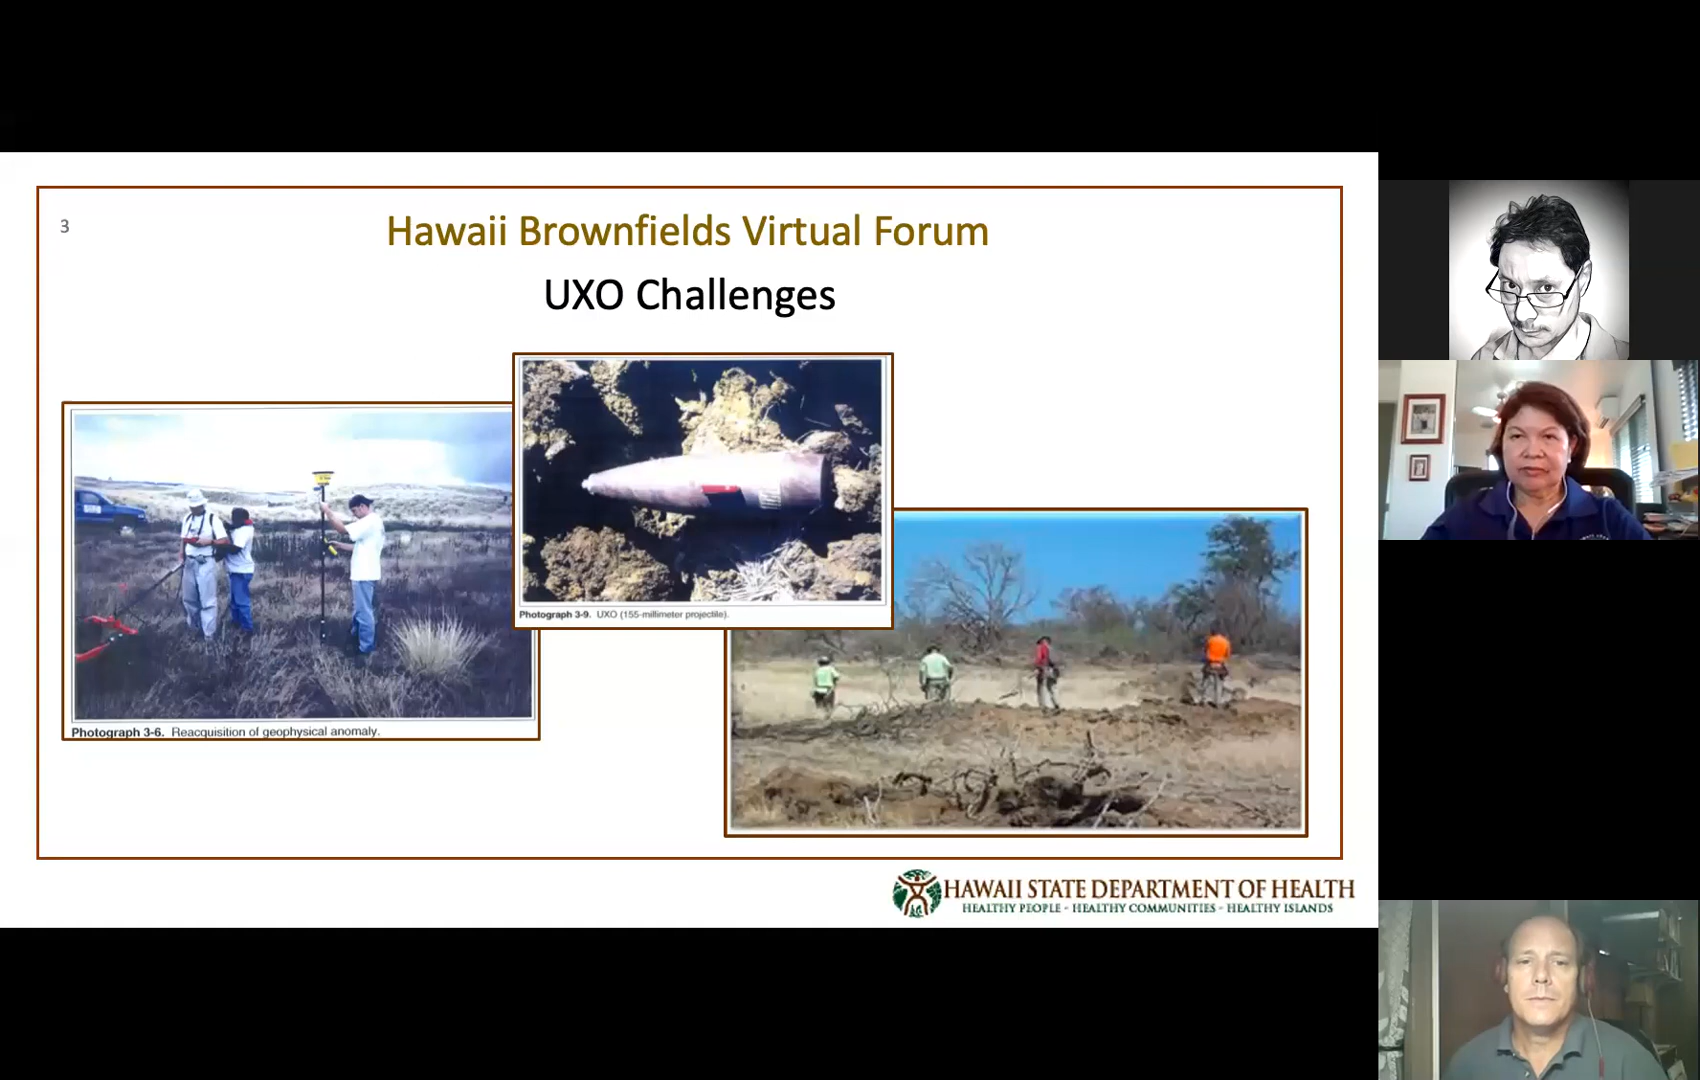 3
Hawaii Brownfields Virtual Forum
UXO Challenges
Photograph 3-9. UXO (155-millimeter projectile).
Photograph 3-6. Reacquisition of geophysical anomaly.
HAWAII STATE DEPARTMENT OF HEALTH
HEALTHY PEOPLE - HEALTHY COMMUNITIES - HEALTHY ISLANDS